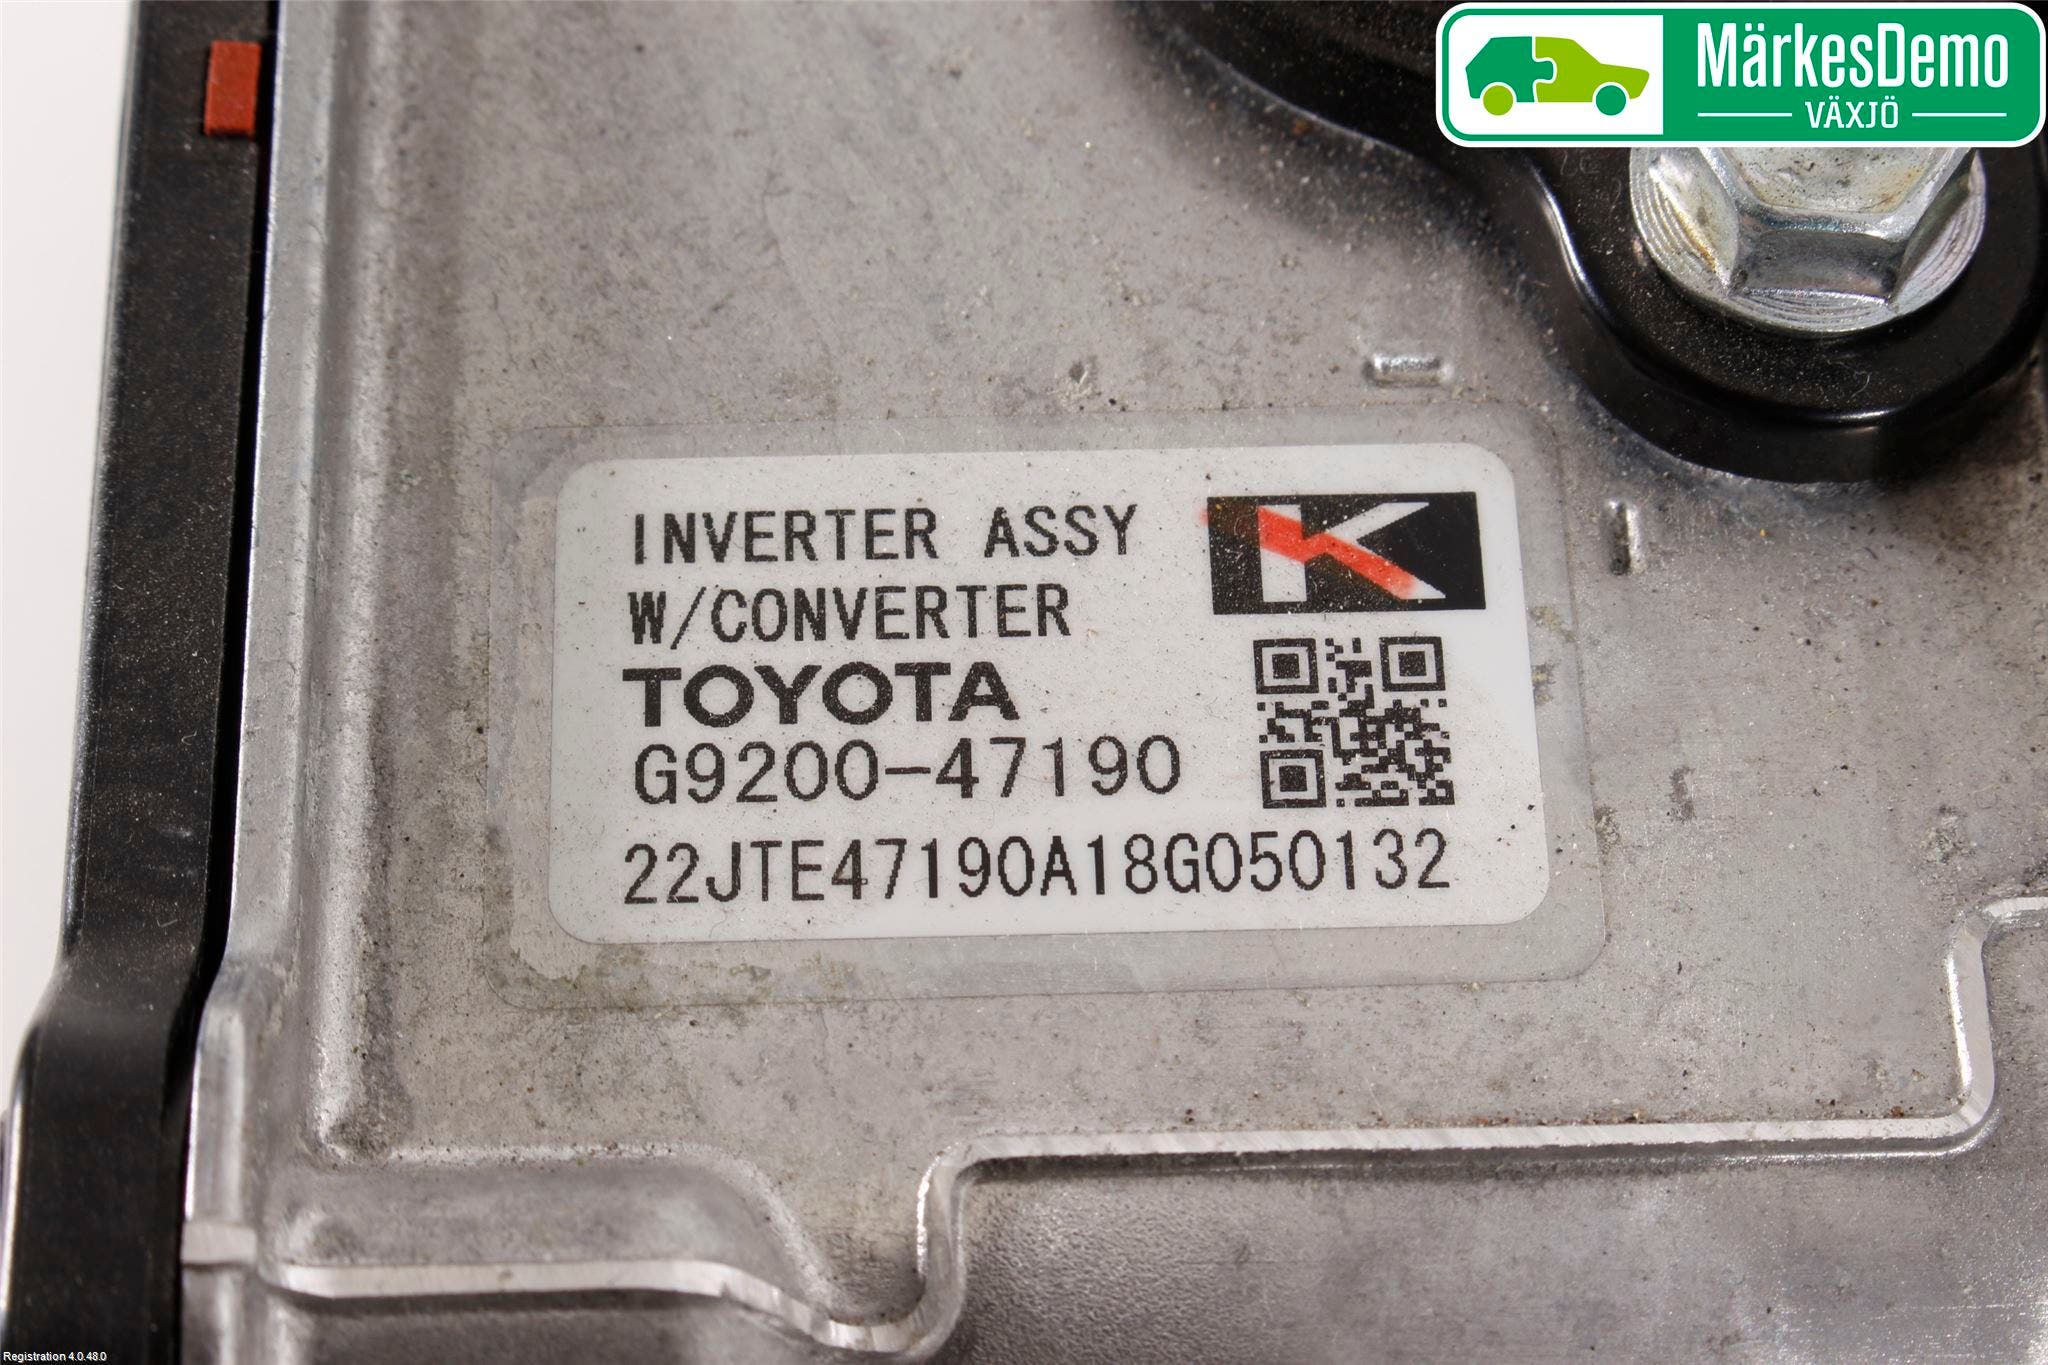 MärkesDemo
VÄXJÖ
INVERTER ASSY
W/CONVERTER
K
TOYOTA
G9200-47190
22JTE47190A18G050132
Registration 4.0.48.0